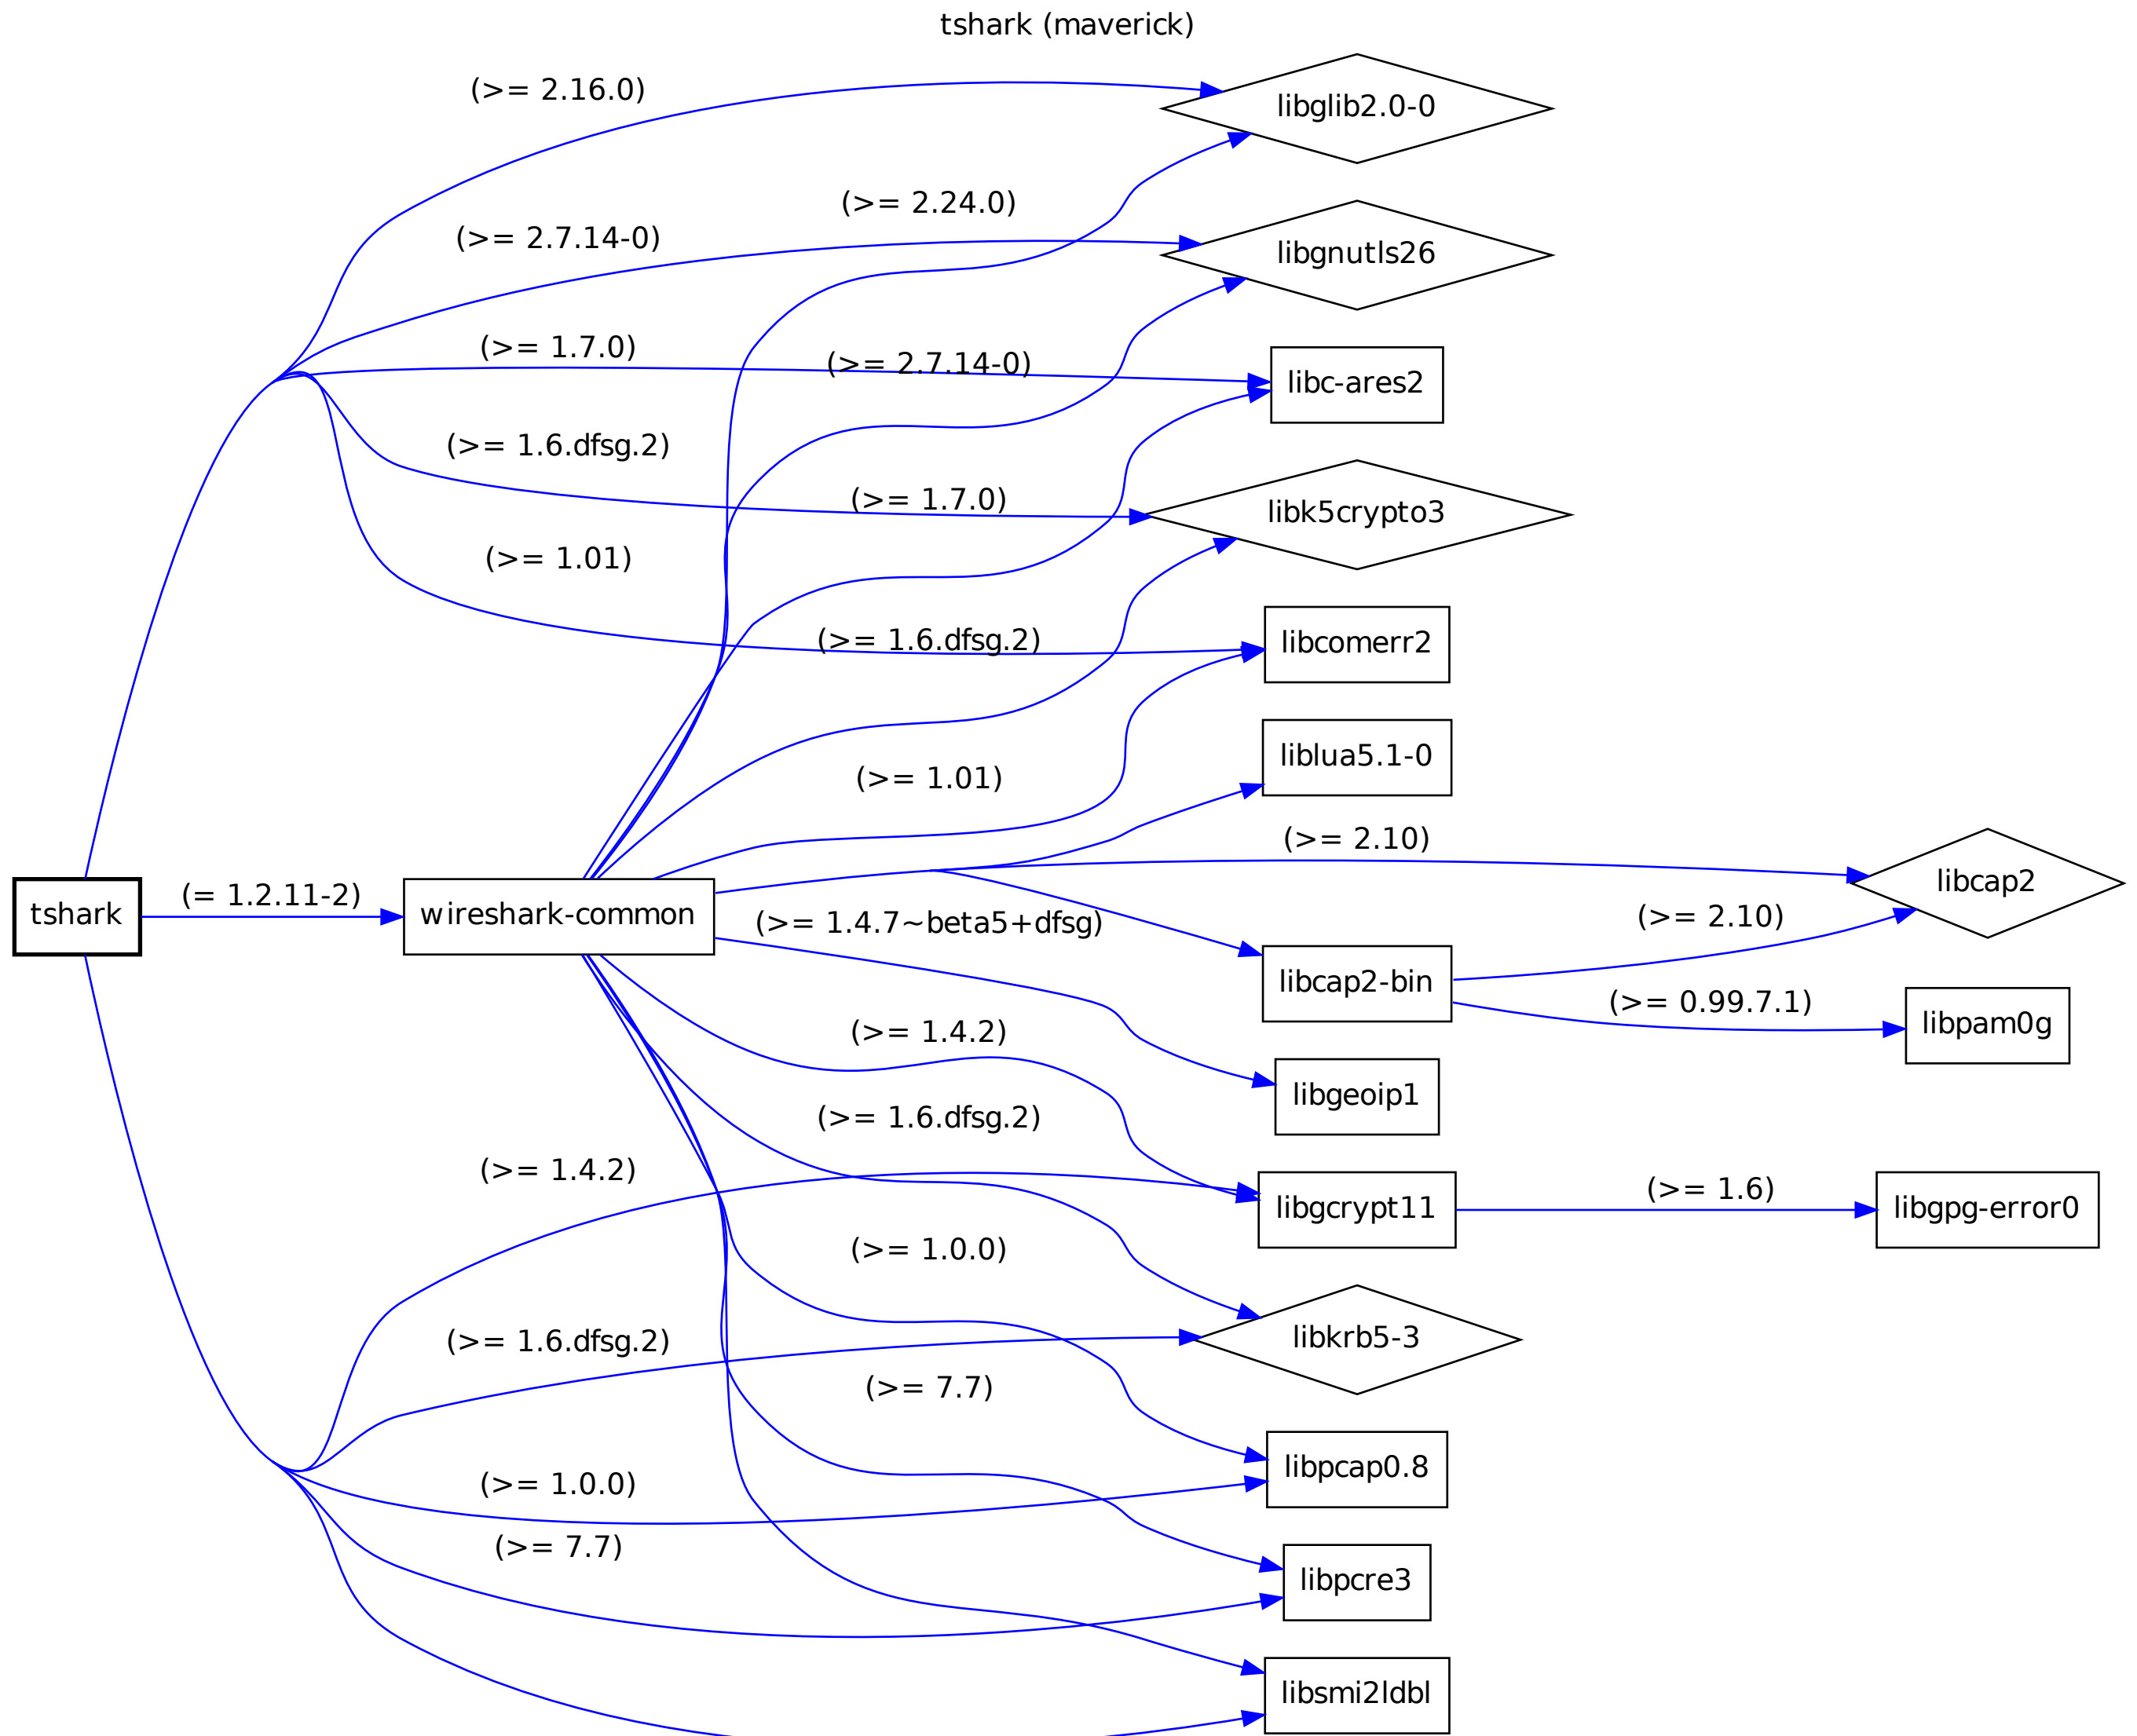 tshark (maverick)
(>= 2.16.0)
libglib2.0-0
(>= 2.24.0)
(>= 2.7.14-0)
libgnutls26
(>= 1.7.0)
(>= 2.7.14-0)
libc-ares2
(>= 1.6.dfsg.2)
(>= 1.7.0)
libk5crypto3
(>= 1.01)
(>= 1.6.dfsg.2)
libcomerr2
liblua5.1-0
(>= 1.01)
(>= 2.10)
libcap2
tshark
(= 1.2.11-2)
wireshark-common
(>= 1.4.7~beta5+dfsg)
(>= 2.10)
libcap2-bin
(>= 0.99.7.1)
libpam0g
(>= 1.4.2)
libgeoip1
(>= 1.6.dfsg.2)
(>= 1.4.2)
libgcrypt11
(>= 1.6)
libgpg-error0
(>= 1.0.0)
(>= 1.6.dfsg.2)
libkrb5-3
(>= 7.7)
libpcap0.8
(>= 1.0.0)
(>= 7.7)
libpcre3
libsmi2ldbl